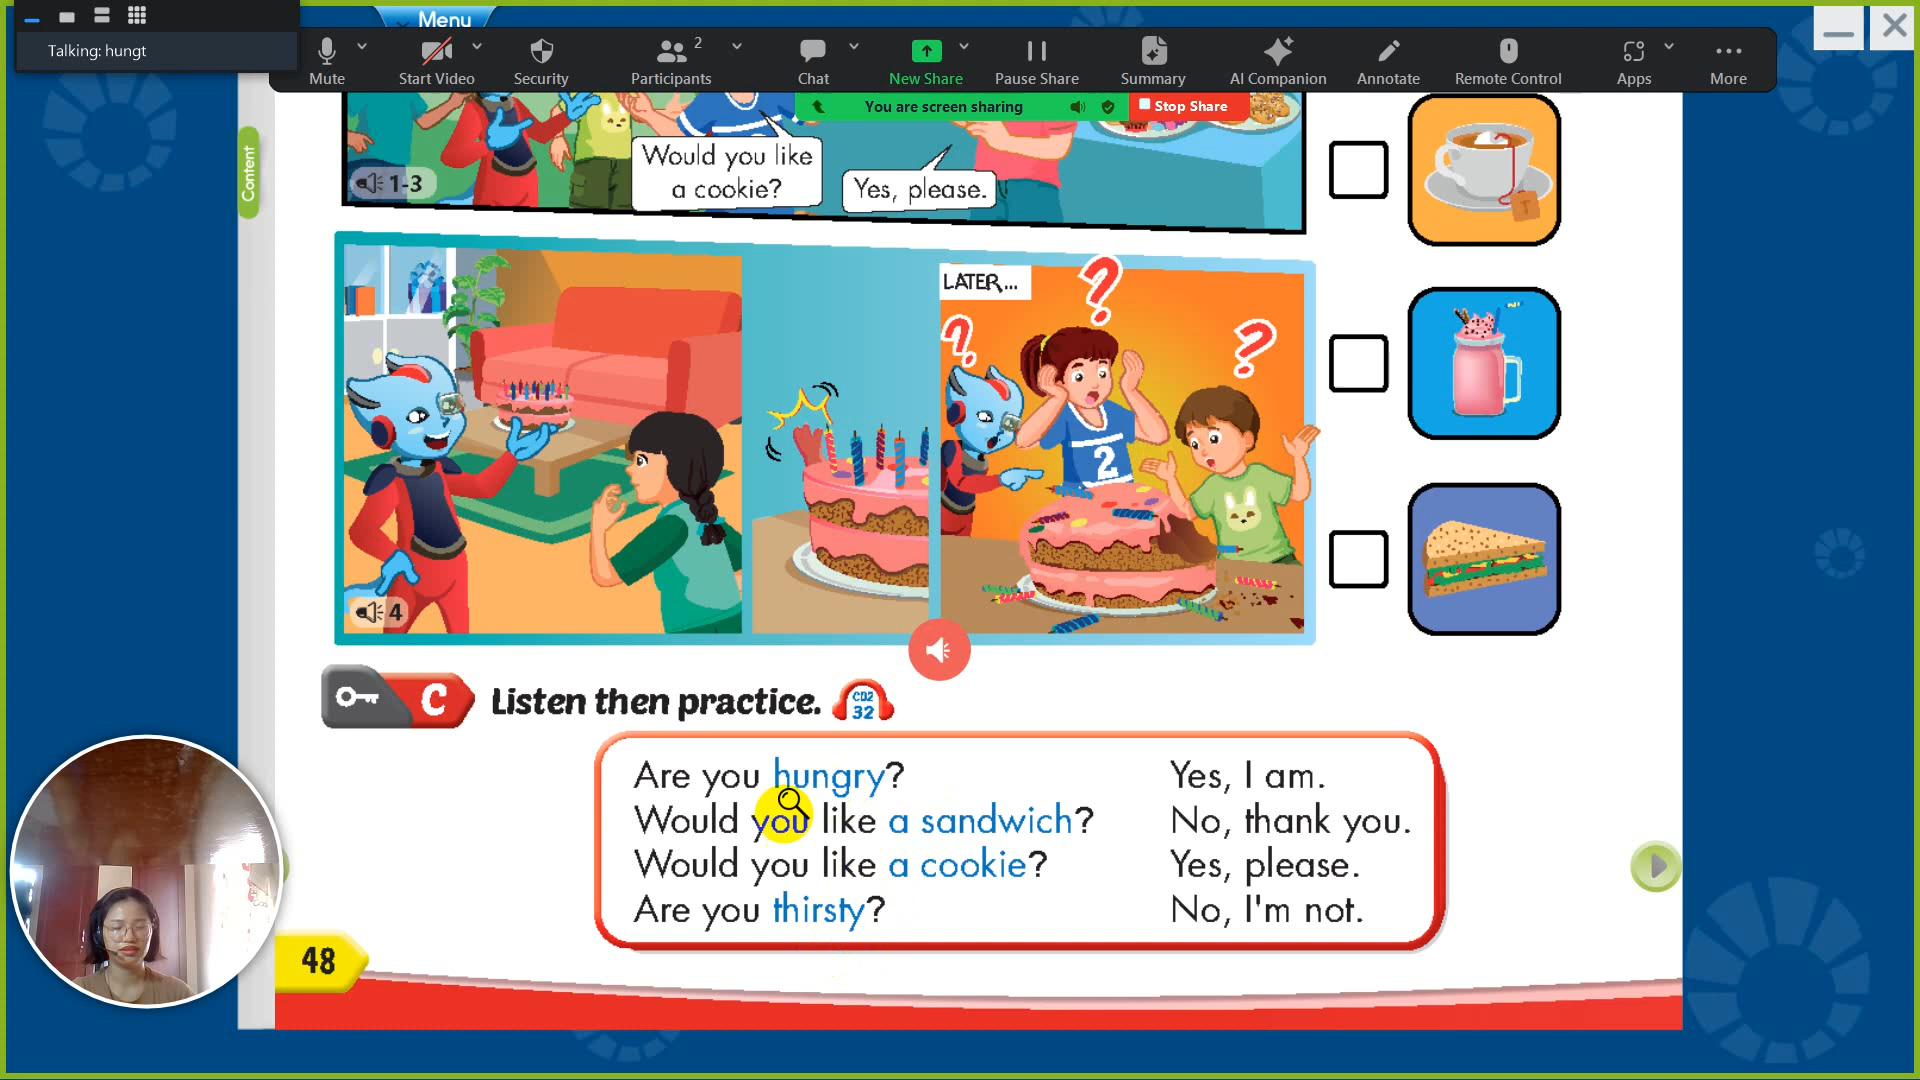 Menu
Talking: hungt
Mute
Start Video
Security
Participants
2
Chat
New Share
Pause Share
Summary
AI Companion
Annotate
Remote Control
Apps
More
You are screen sharing
Stop Share
Content
Would you like
a cookie?
Yes, please.
1-3
T
LATER...
?
?
?
2
4
C
Listen then practice.
CD2
32
Are you hungry?
Yes, I am.
Would you like a sandwich?
No, thank you.
Would you like a cookie?
Yes, please.
Are you thirsty?
No, I'm not.
48